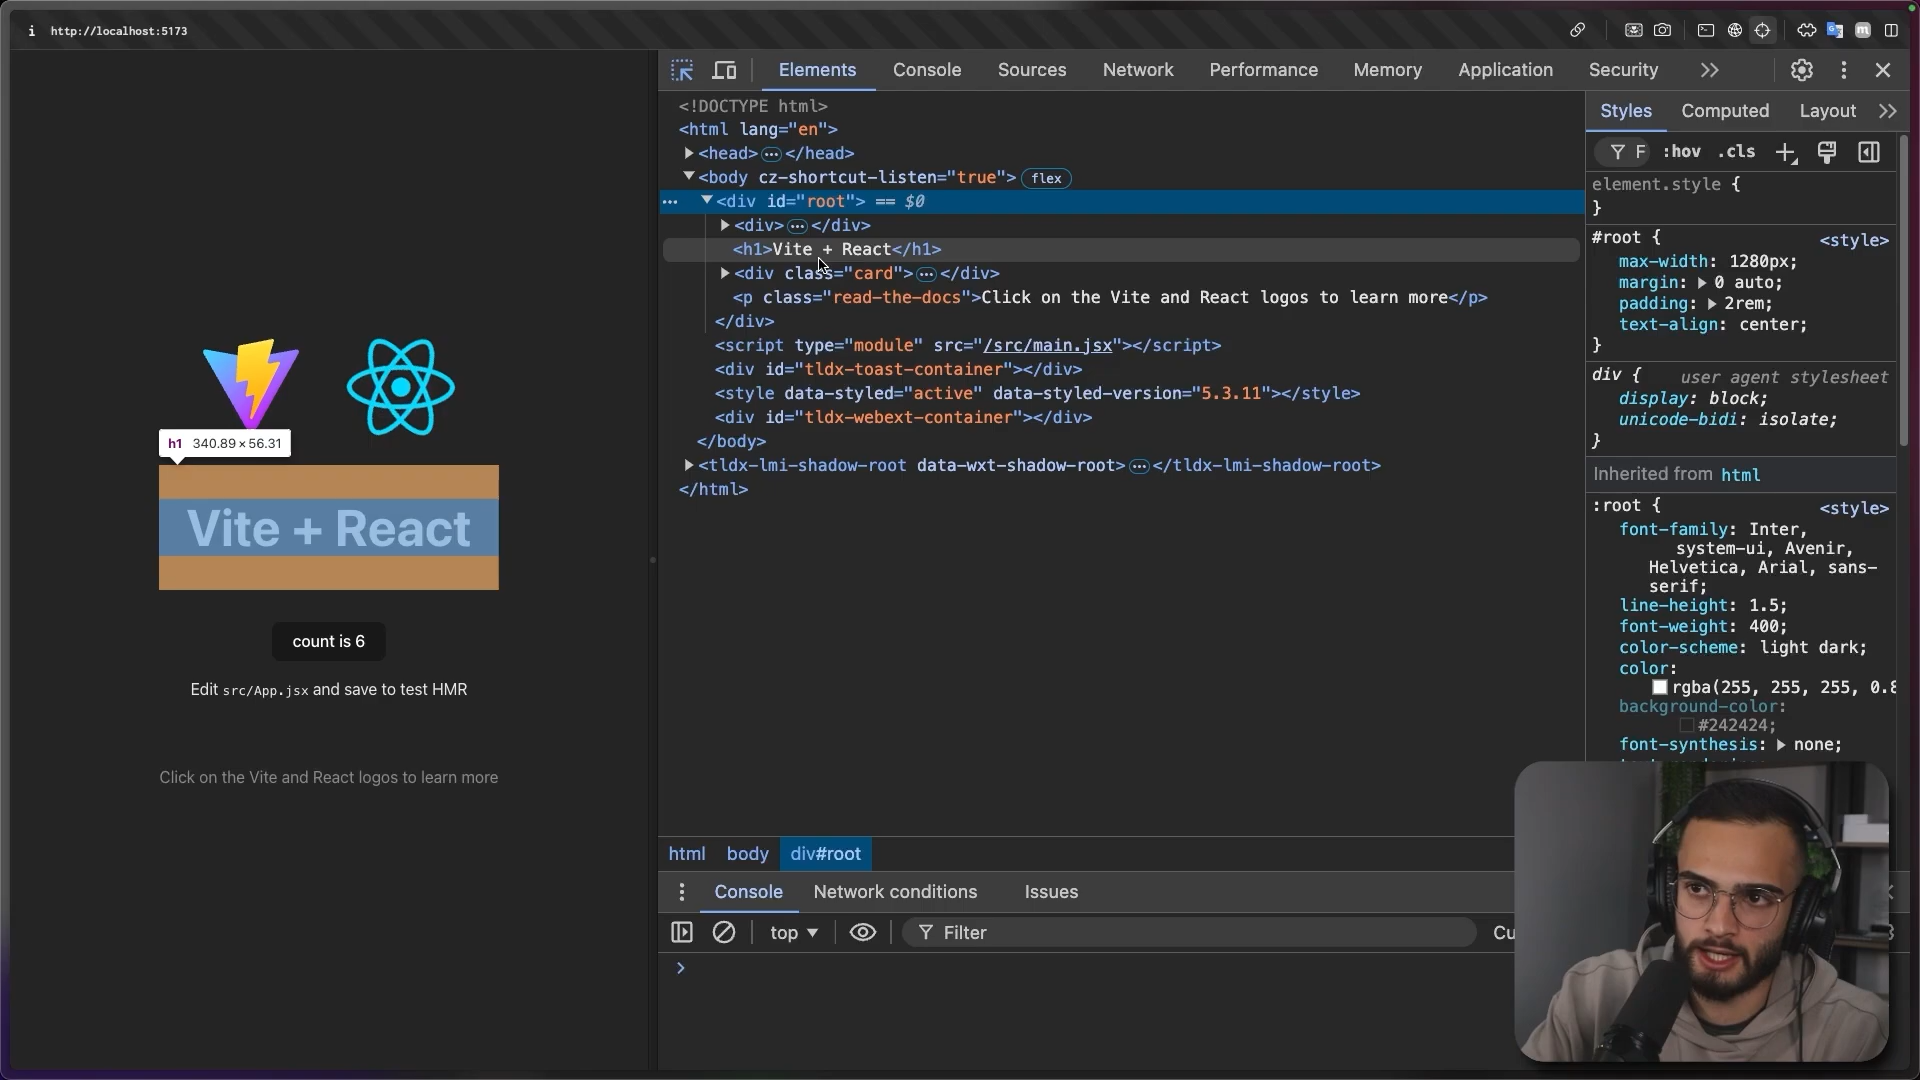 i http://localhost:5173
Elements Console Sources Network Performance Memory Application Security
<!DOCTYPE html>
<html lang="en">
<head> ••• </head>
<body cz-shortcut-listen="true"> flex
••• <div id="root"> == $0
<div> ••• </div>
<h1>Vite + React</h1>
<div class="card"> ••• </div>
<p class="read-the-docs">Click on the Vite and React logos to learn more</p>
</div>
<script type="module" src="/src/main.jsx"></script>
<div id="tldx-toast-container"></div>
<style data-styled="active" data-styled-version="5.3.11"></style>
<div id="tldx-webext-container"></div>
</body>
<tldx-lmi-shadow-root data-wxt-shadow-root> ••• </tldx-lmi-shadow-root>
</html>
Styles Computed Layout
F :hov .cls
element.style {
}
#root { <style>
max-width: 1280px;
margin: 0 auto;
padding: 2rem;
text-align: center;
}
div { user agent stylesheet
display: block;
unicode-bidi: isolate;
}
Inherited from html
:root { <style>
font-family: Inter,
system-ui, Avenir,
Helvetica, Arial, sans-
serif;
line-height: 1.5;
font-weight: 400;
color-scheme: light dark;
color:
rgba(255, 255, 255, 0.8
background-color:
#242424;
font-synthesis: none;
h1 340.89 × 56.31
Vite + React
count is 6
Edit src/App.jsx and save to test HMR
Click on the Vite and React logos to learn more
html body div#root
Console Network conditions Issues
top Filter Cu